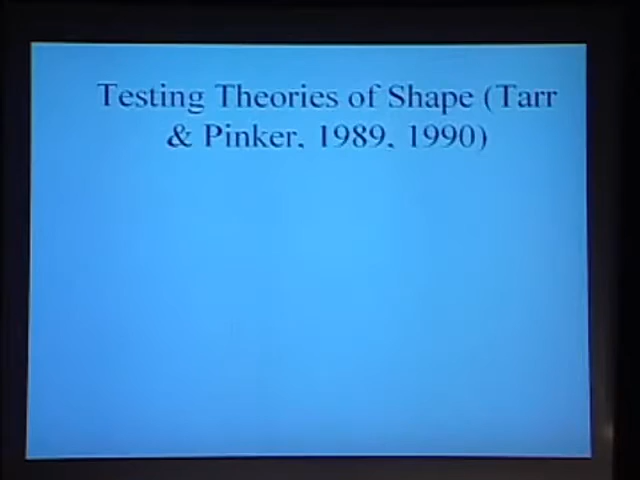 Testing Theories of Shape (Tarr
& Pinker, 1989, 1990)